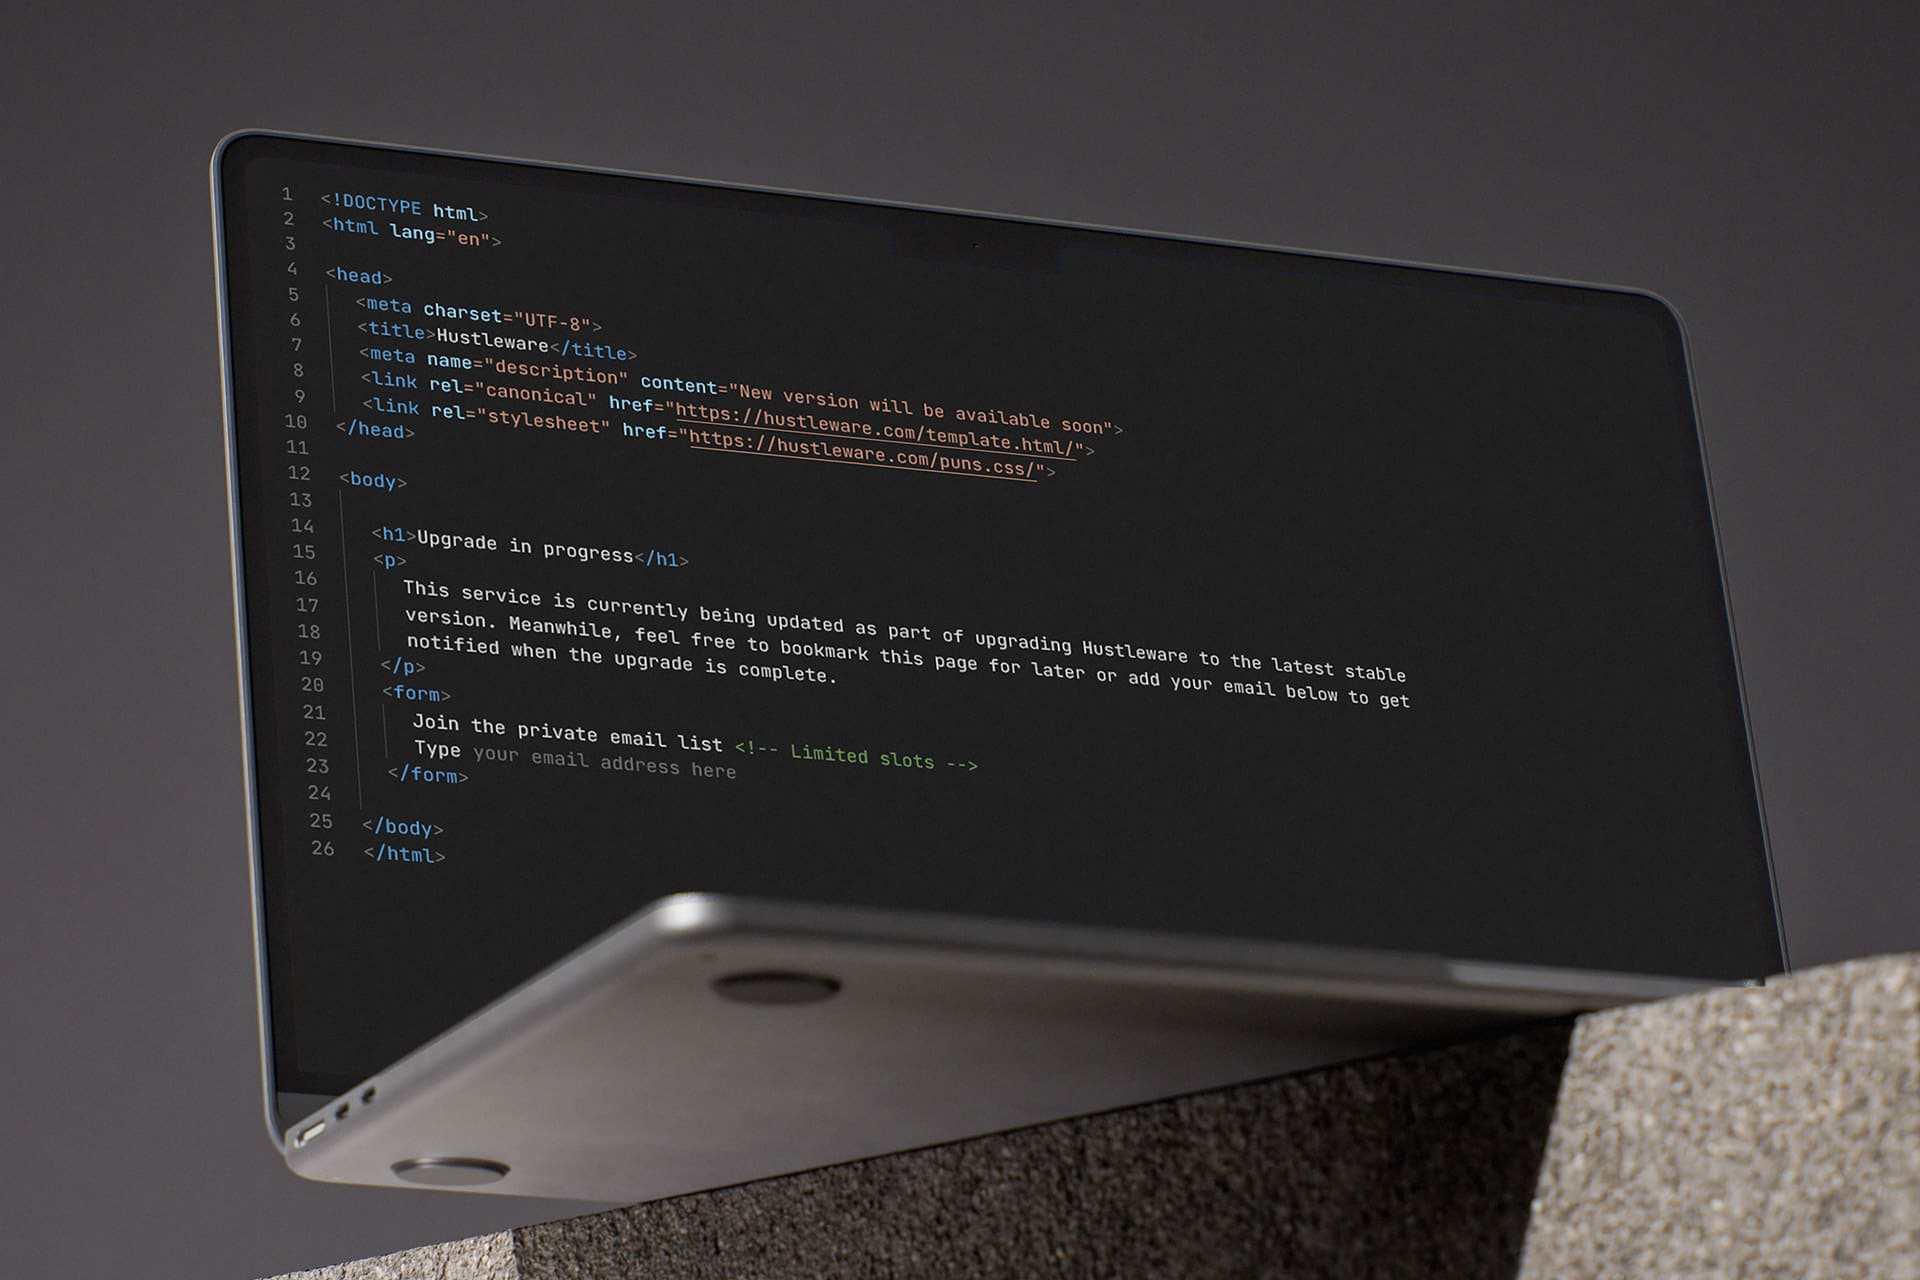 1 <!DOCTYPE html>
2 <html lang="en">
3
4 <head>
5 <meta charset="UTF-8">
6 <title>Hustleware</title>
7 <meta name="description" content="New version will be available soon">
8 <link rel="canonical" href="https://hustleware.com/template.html/">
9 <link rel="stylesheet" href="https://hustleware.com/puns.css/">
10 </head>
11
12 <body>
13
14 <h1>Upgrade in progress</h1>
15 <p>
16 This service is currently being updated as part of upgrading Hustleware to the latest stable
17 version. Meanwhile, feel free to bookmark this page for later or add your email below to get
18 notified when the upgrade is complete.
19 </p>
20 <form>
21 Join the private email list <!-- Limited slots -->
22 Type your email address here
23 </form>
24
25 </body>
26 </html>